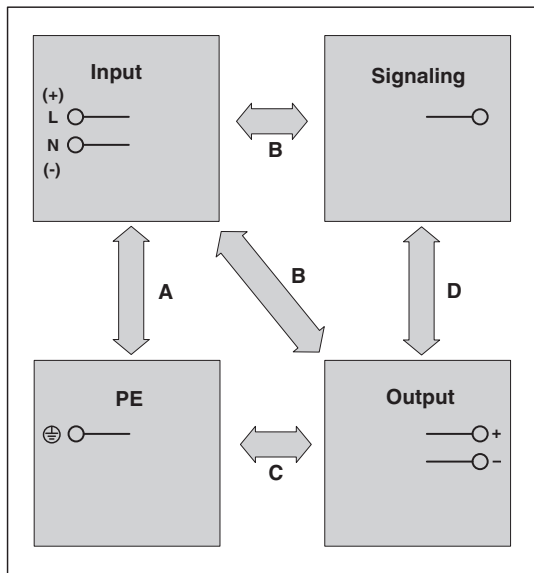 Input
(+)
L
N
(-)
Signaling
B
A
B
D
PE
C
Output
+
–